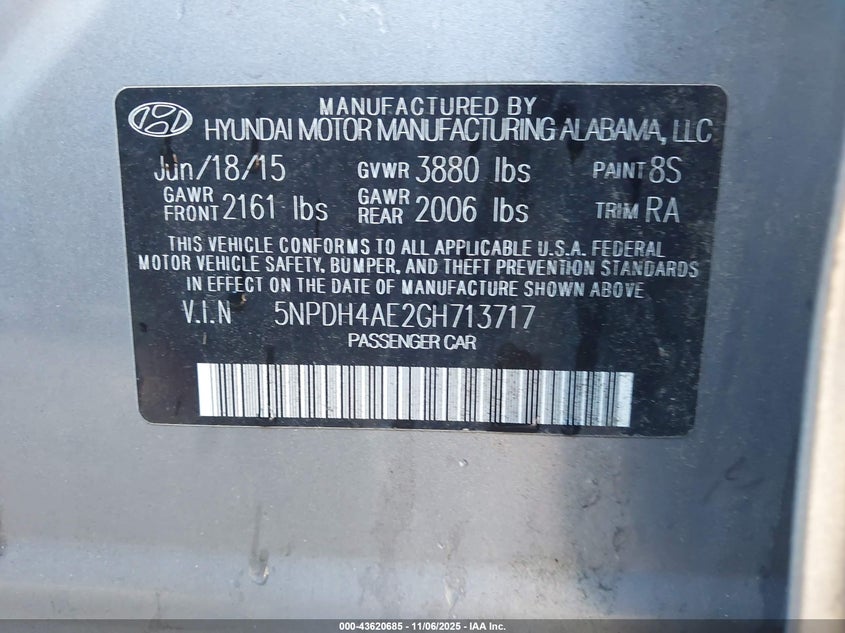 MANUFACTURED BY
HYUNDAI MOTOR MANUFACTURING ALABAMA, LLC
Jun/18/15 GVWR 3880 lbs PAINT 8S
GAWR FRONT 2161 lbs GAWR REAR 2006 lbs TRIM RA
THIS VEHICLE CONFORMS TO ALL APPLICABLE U.S.A. FEDERAL
MOTOR VEHICLE SAFETY, BUMPER, AND THEFT PREVENTION STANDARDS
IN EFFECT ON THE DATE OF MANUFACTURE SHOWN ABOVE
V.I.N 5NPDH4AE2GH713717
PASSENGER CAR
000-43620685 — 11/06/2025 — IAA Inc.